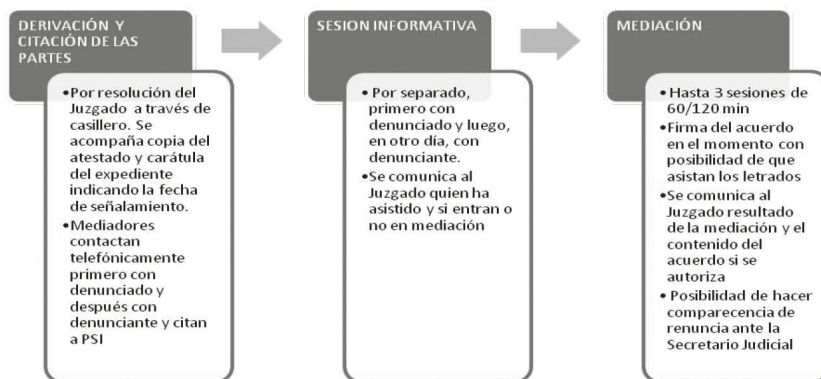 DERIVACIÓN Y
CITACIÓN DE LAS
PARTES
•Por resolución del
Juzgado a través de
casillero. Se
acompaña copia del
atestado y carátula
del expediente
indicando la fecha
de señalamiento.
•Mediadores
contactan
telefónicamente
primero con
denunciado y
después con
denunciante y citan
a PSI
SESION INFORMATIVA
• Por separado,
primero con
denunciado y luego,
en otro día, con
denunciante.
•Se comunica al
Juzgado quien ha
asistido y si entran o
no en mediación
MEDIACIÓN
•Hasta 3 sesiones de
60/120 min
•Firma del acuerdo
en el momento con
posibilidad de que
asistan los letrados
•Se comunica al
Juzgado resultado
de la mediación y el
contenido del
acuerdo si se
autoriza
• Posibilidad de hacer
comparecencia de
renuncia ante la
Secretario Judicial